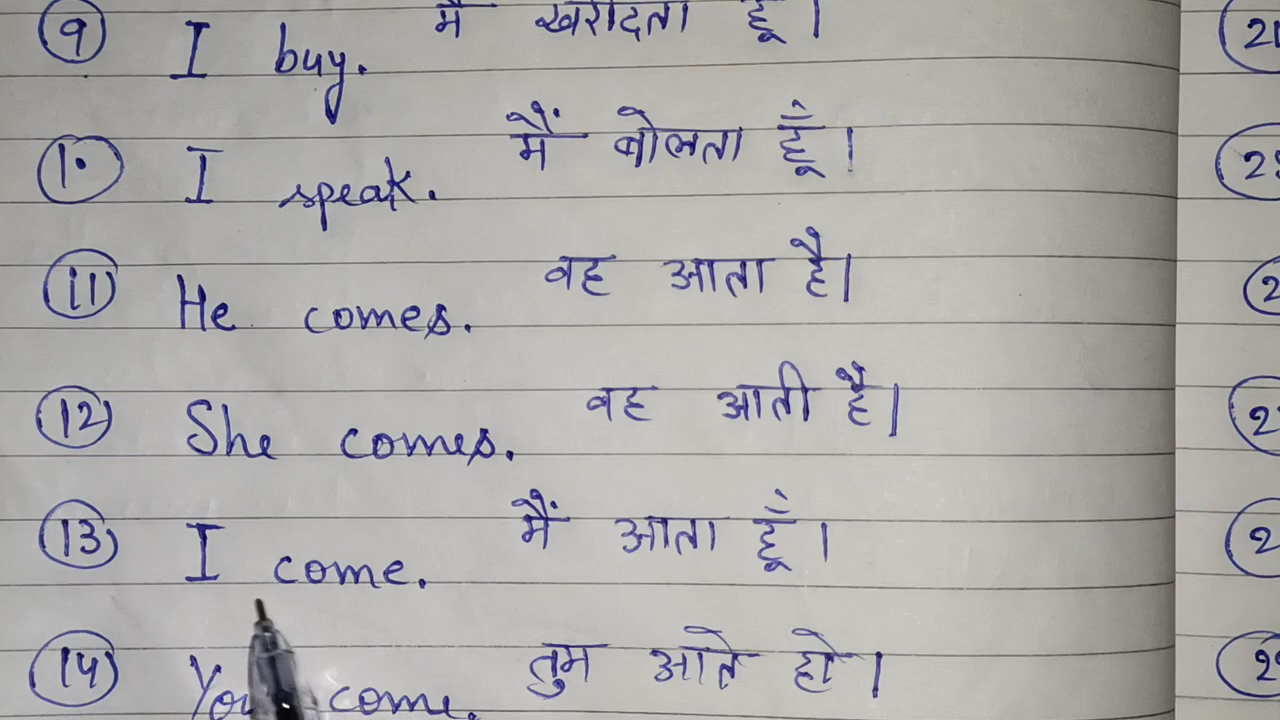 9 I buy. मैं खरीदता हूँ।
10 I speak. मैं बोलता हूँ।
11 He comes. वह आता है।
12 She comes. वह आती है।
13 I come. मैं आता हूँ।
14 You come. तुम आते हो।